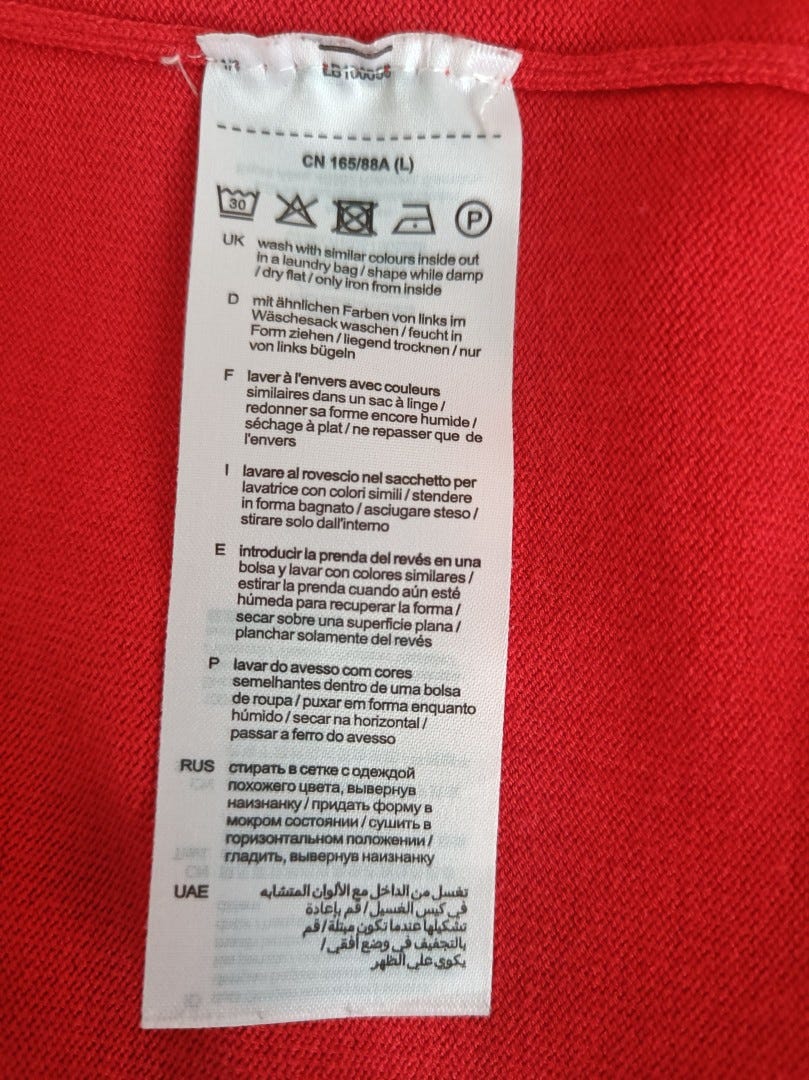 CN 165/88A (L)
30
P
UK wash with similar colours inside out
in a laundry bag / shape while damp
/ dry flat / only iron from inside
D mit ähnlichen Farben von links im
Wäschesack waschen / feucht in
Form ziehen / liegend trocknen / nur
von links bügeln
F laver à l'envers avec couleurs
similaires dans un sac à linge /
redonner sa forme encore humide /
séchage à plat / ne repasser que de
l'envers
I lavare al rovescio nel sacchetto per
lavatrice con colori simili / stendere
in forma bagnato / asciugare steso /
stirare solo dall'interno
E introducir la prenda del revés en una
bolsa y lavar con colores similares /
estirar la prenda cuando aún esté
húmeda para recuperar la forma /
secar sobre una superficie plana /
planchar solamente del revés
P lavar do avesso com cores
semelhantes dentro de uma bolsa
de roupa / puxar em forma enquanto
húmido / secar na horizontal /
passar a ferro do avesso
RUS стирать в сетке с одеждой
похожего цвета, вывернув
наизнанку / придать форму в
мокром состоянии / сушить в
горизонтальном положении /
гладить, вывернув наизнанку
UAE تغسل من الداخل مع الألوان المتشابه
في كيس الغسيل / قم بإعادة
تشكيلها عندما تكون مبتلة / قم
بالتجفيف في وضع أفقي /
يكوي علي الظهر